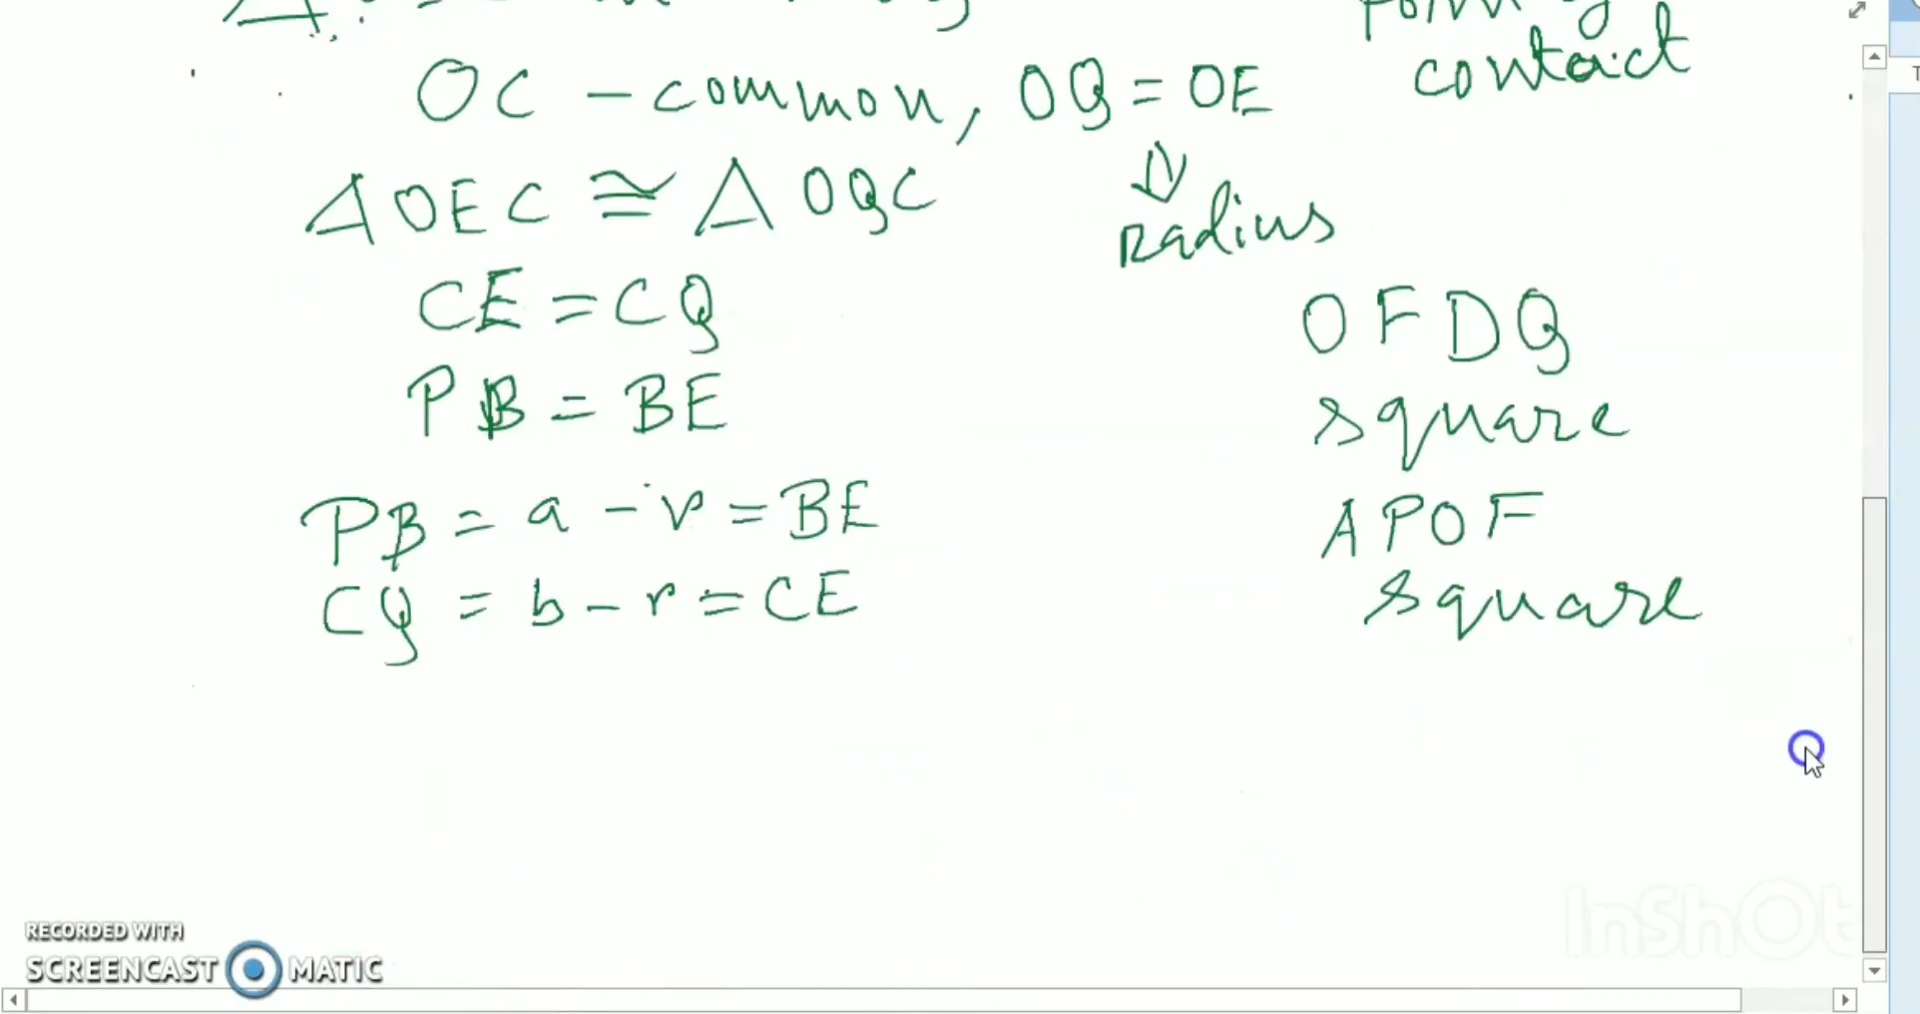 contact
OC - common, OQ = OE
△OEC ≅ △OQC
radius
CE = CQ
PB = BE
PB = a - r = BE
CQ = b - r = CE
OFDQ
square
APOF
square
RECORDED WITH
SCREENCAST MATIC
InShOt